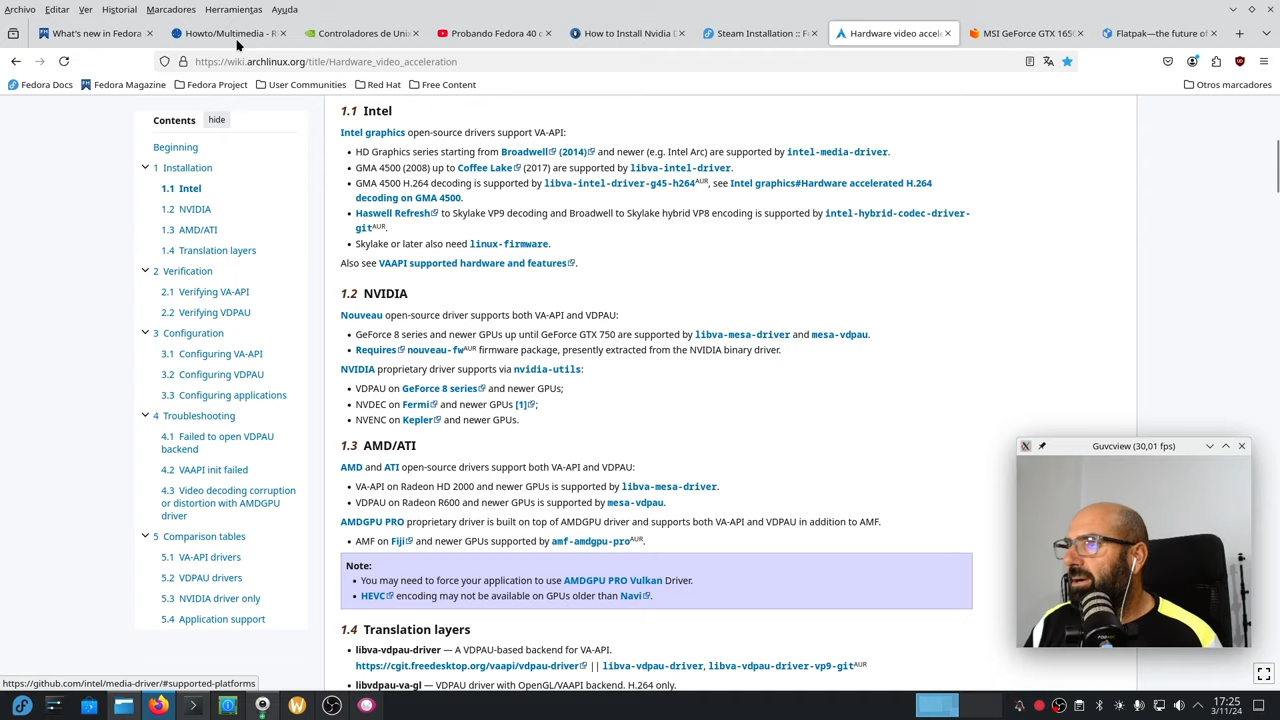 Archivo Editar Ver Historial Marcadores Herramientas Ayuda
What's new in Fedora
Howto/Multimedia - R
Controladores de Uni
Probando Fedora 40 c
How to Install Nvidia D
Steam Installation :: Fe
Hardware video accel
MSI GeForce GTX 165
Flatpak—the future of
https://wiki.archlinux.org/title/Hardware_video_acceleration
Fedora Docs Fedora Magazine Fedora Project User Communities Red Hat Free Content Otros marcadores
Contents hide
Beginning
1 Installation
1.1 Intel
1.2 NVIDIA
1.3 AMD/ATI
1.4 Translation layers
2 Verification
2.1 Verifying VA-API
2.2 Verifying VDPAU
3 Configuration
3.1 Configuring VA-API
3.2 Configuring VDPAU
3.3 Configuring applications
4 Troubleshooting
4.1 Failed to open VDPAU
backend
4.2 VAAPI init failed
4.3 Video decoding corruption
or distortion with AMDGPU
driver
5 Comparison tables
5.1 VA-API drivers
5.2 VDPAU drivers
5.3 NVIDIA driver only
5.4 Application support
1.1 Intel
Intel graphics open-source drivers support VA-API:
• HD Graphics series starting from Broadwell (2014) and newer (e.g. Intel Arc) are supported by intel-media-driver.
• GMA 4500 (2008) up to Coffee Lake (2017) are supported by libva-intel-driver.
• GMA 4500 H.264 decoding is supported by libva-intel-driver-g45-h264AUR, see Intel graphics#Hardware accelerated H.264
decoding on GMA 4500.
• Haswell Refresh to Skylake VP9 decoding and Broadwell to Skylake hybrid VP8 encoding is supported by intel-hybrid-codec-driver-
gitAUR.
• Skylake or later also need linux-firmware.
Also see VAAPI supported hardware and features.
1.2 NVIDIA
Nouveau open-source driver supports both VA-API and VDPAU:
• GeForce 8 series and newer GPUs up until GeForce GTX 750 are supported by libva-mesa-driver and mesa-vdpau.
• Requires nouveau-fwAUR firmware package, presently extracted from the NVIDIA binary driver.
NVIDIA proprietary driver supports via nvidia-utils:
• VDPAU on GeForce 8 series and newer GPUs;
• NVDEC on Fermi and newer GPUs [1];
• NVENC on Kepler and newer GPUs.
1.3 AMD/ATI
AMD and ATI open-source drivers support both VA-API and VDPAU:
• VA-API on Radeon HD 2000 and newer GPUs is supported by libva-mesa-driver.
• VDPAU on Radeon R600 and newer GPUs is supported by mesa-vdpau.
AMDGPU PRO proprietary driver is built on top of AMDGPU driver and supports both VA-API and VDPAU in addition to AMF.
• AMF on Fiji and newer GPUs supported by amf-amdgpu-proAUR.
Note:
• You may need to force your application to use AMDGPU PRO Vulkan Driver.
• HEVC encoding may not be available on GPUs older than Navi.
1.4 Translation layers
• libva-vdpau-driver — A VDPAU-based backend for VA-API.
https://cgit.freedesktop.org/vaapi/vdpau-driver || libva-vdpau-driver, libva-vdpau-driver-vp9-gitAUR
• libvdpau-va-gl — VDPAU driver with OpenGL/VAAPI backend. H.264 only.
Guvcview (30,01 fps)
https://github.com/intel/media-driver/#supported-platforms
17:25
3/11/24